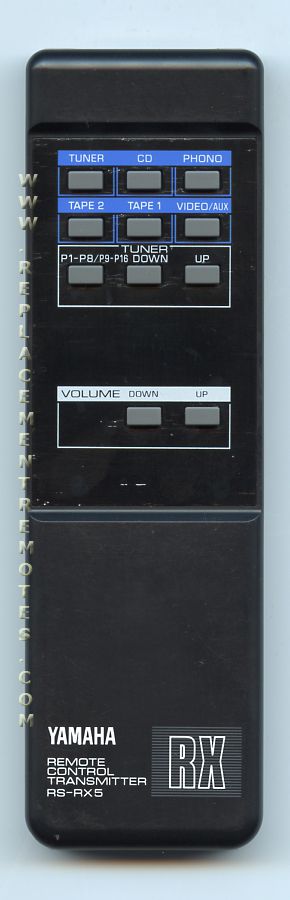 TUNER CD PHONO
TAPE 2 TAPE 1 VIDEO/AUX
TUNER
P1-P8/P9-P16 DOWN UP
VOLUME DOWN UP
WWW.REPLACEMENTREMOTES.COM
YAMAHA
REMOTE
CONTROL
TRANSMITTER
RS-RX5
RX